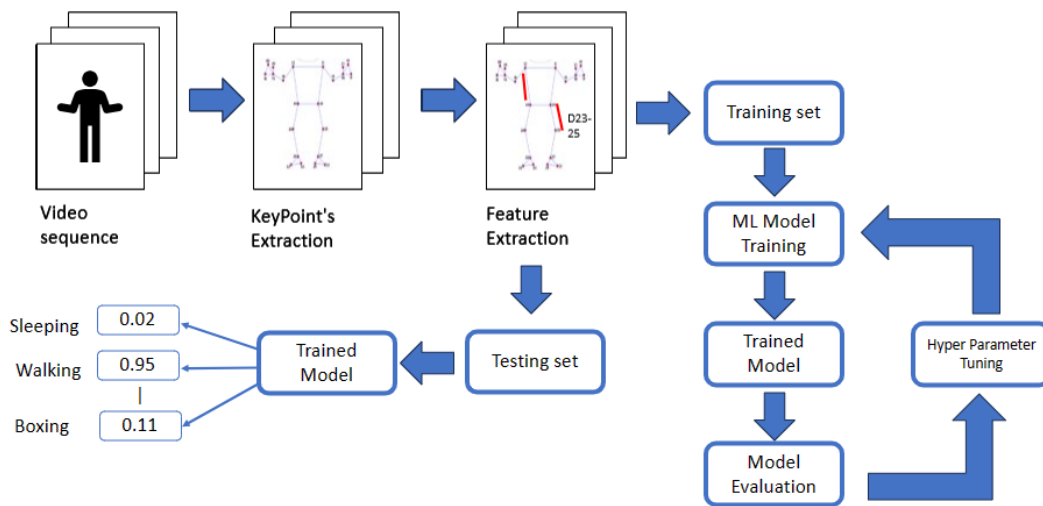 D23-
25
Video
sequence
KeyPoint's
Extraction
Feature
Extraction
Training set
ML Model
Training
Trained
Model
Model
Evaluation
Hyper Parameter
Tuning
Testing set
Trained
Model
Sleeping 0.02
Walking 0.95
Boxing 0.11